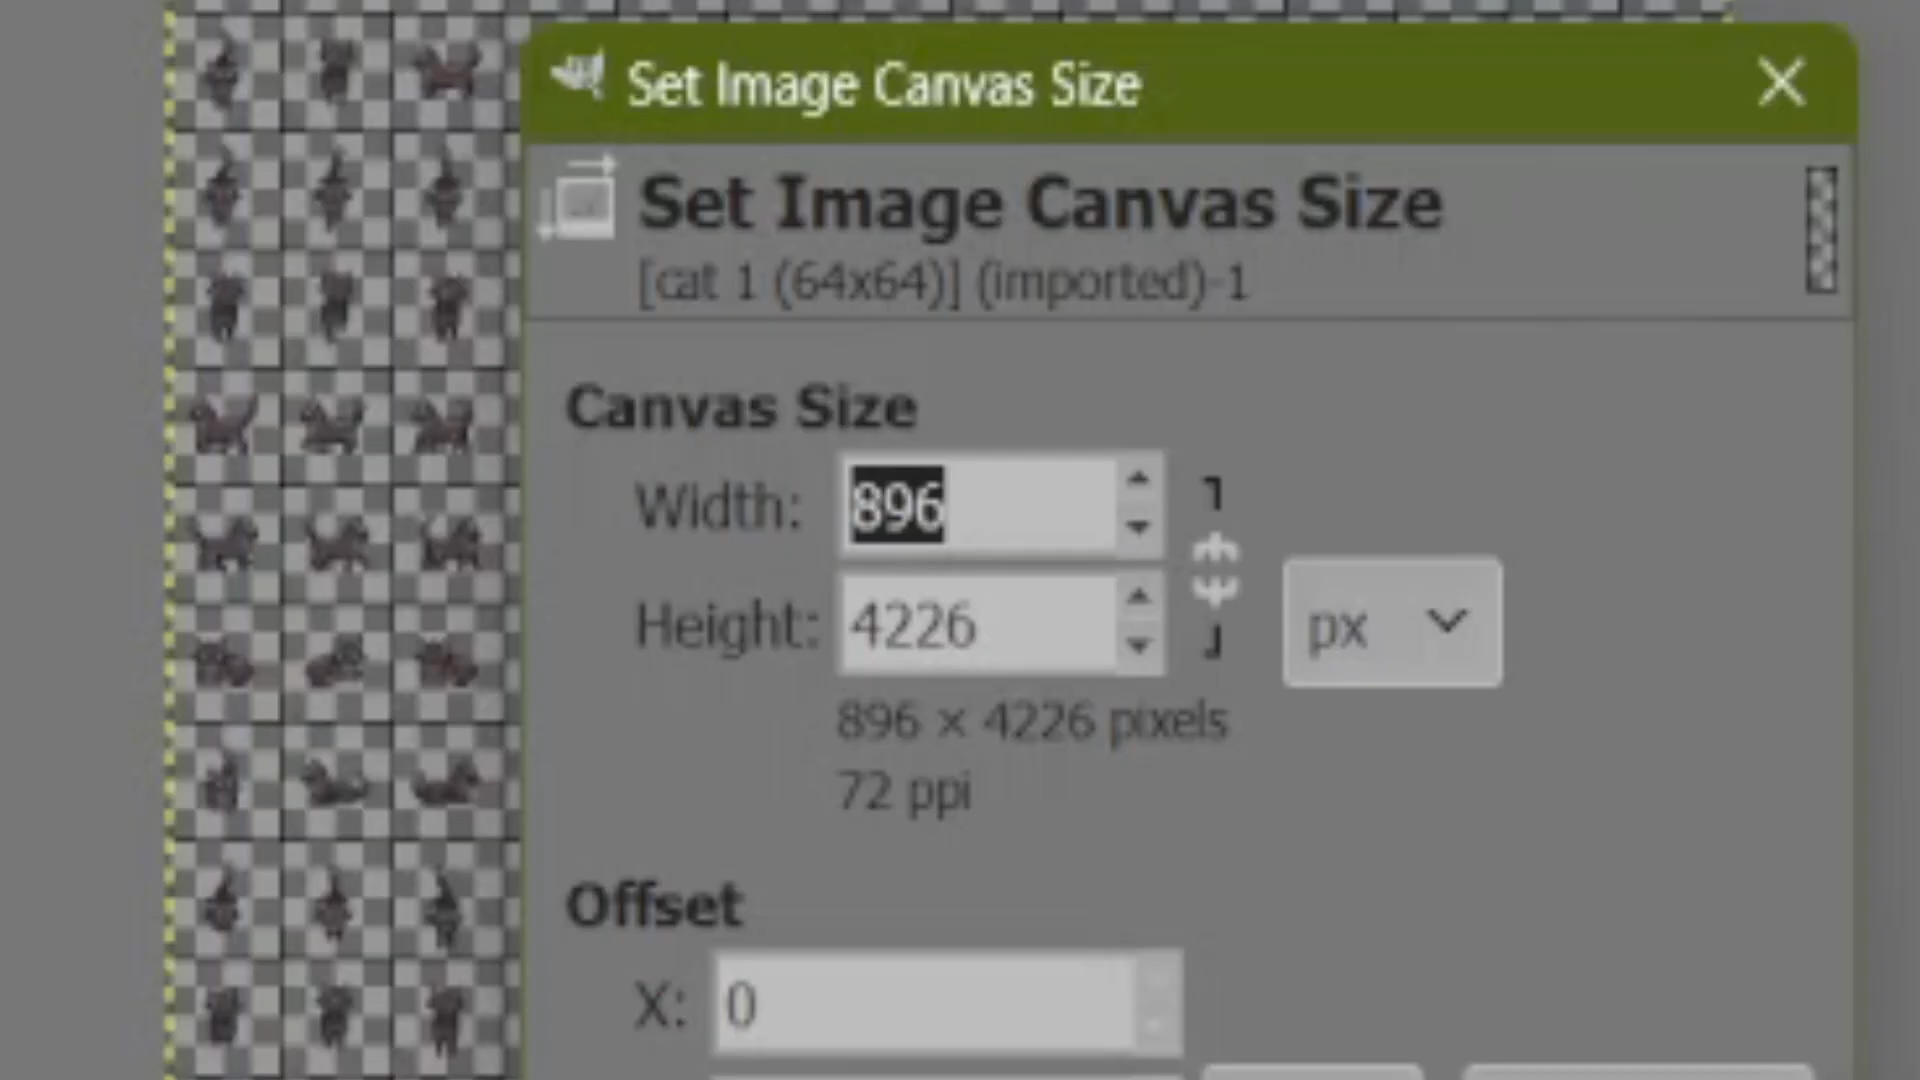 Set Image Canvas Size
Set Image Canvas Size
[cat 1 (64x64)] (imported)-1
Canvas Size
Width: 896
Height: 4226
px
896 × 4226 pixels
72 ppi
Offset
X: 0